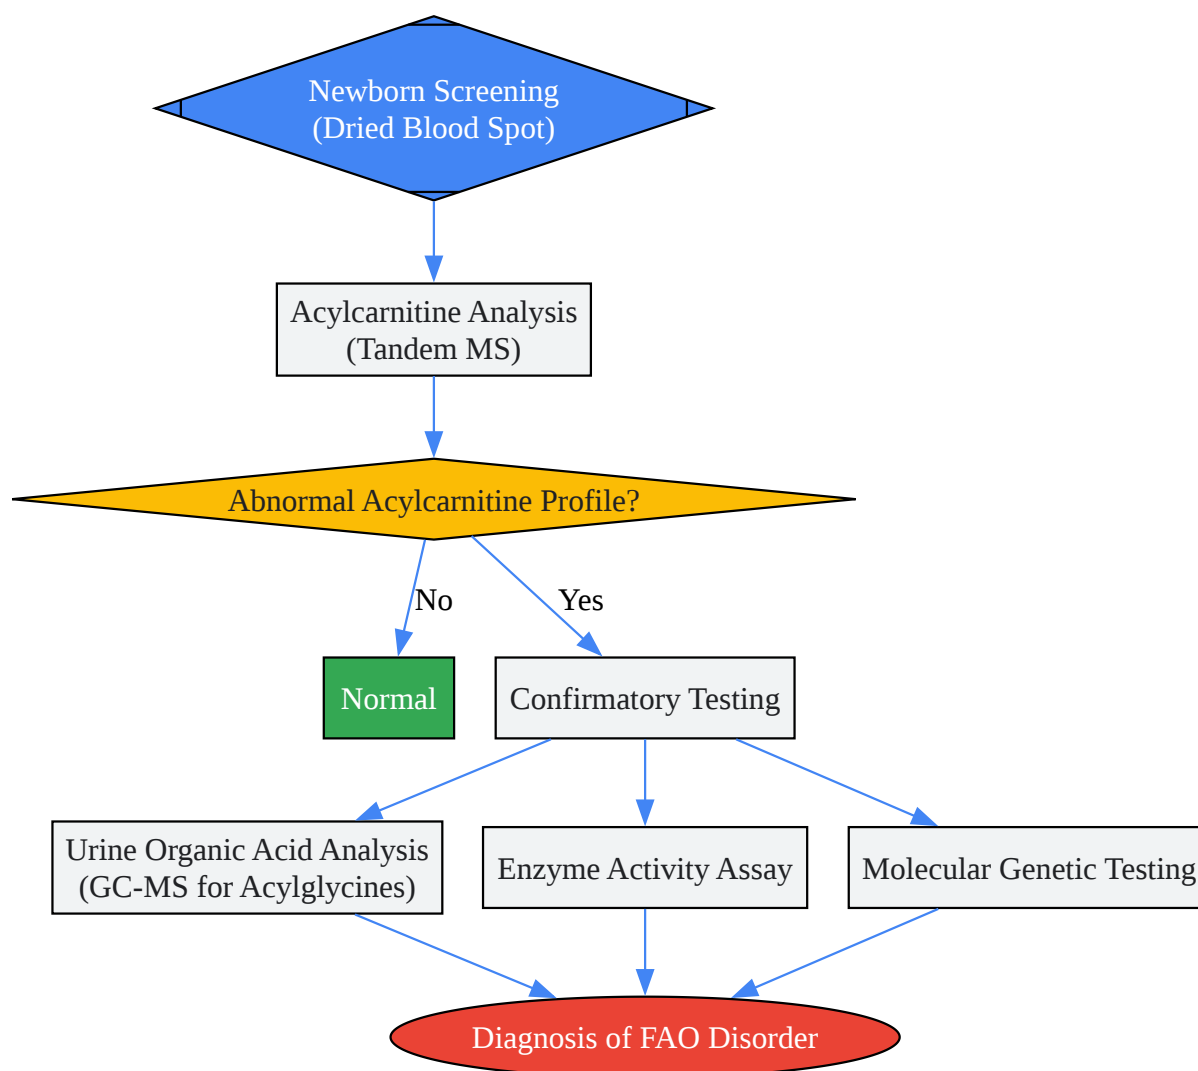 Newborn Screening
(Dried Blood Spot)
Acylcarnitine Analysis
(Tandem MS)
Abnormal Acylcarnitine Profile?
No
Yes
Normal
Confirmatory Testing
Urine Organic Acid Analysis
(GC-MS for Acylglycines)
Enzyme Activity Assay
Molecular Genetic Testing
Diagnosis of FAO Disorder